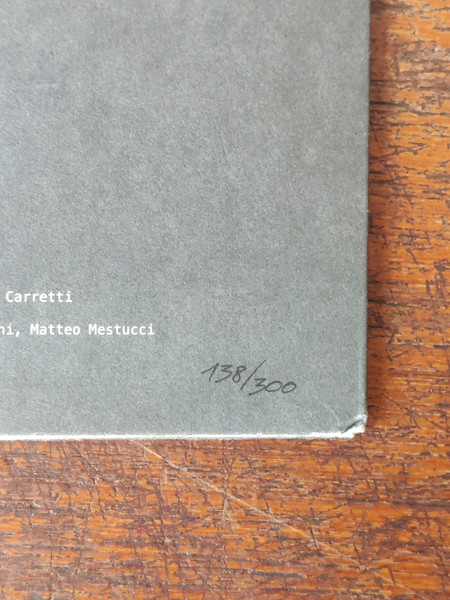 Carretti
ni, Matteo Mestucci
138/300